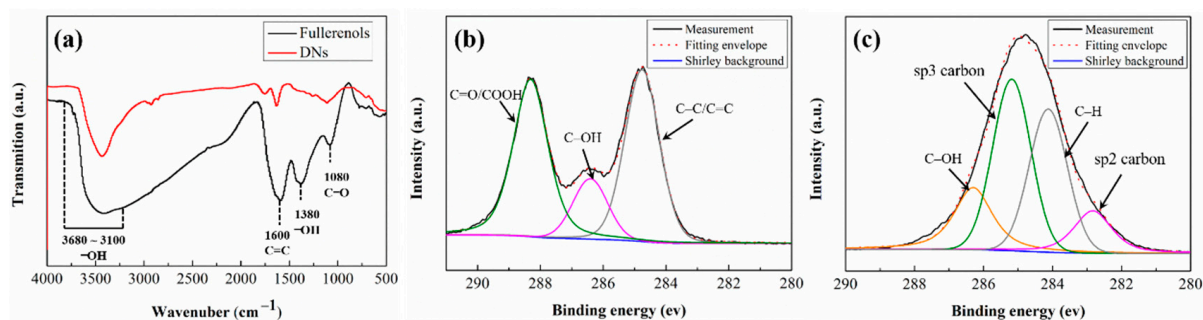 (a)
Fullerenols
DNs
Transmition (a.u.)
3680 ~ 3100
−OH
1600
C=C
1380
−OH
1080
C−O
4000 3500 3000 2500 2000 1500 1000 500
Wavenuber cm−1
(b)
Measurement
Fitting envelope
Shirley background
Intensity (a.u.)
C=O/COOH
C−OH
C−C/C=C
290 288 286 284 282 280
Binding energy (ev)
(c)
Measurement
Fitting envelope
Shirley background
Intensity (a.u.)
sp3 carbon
C−OH
C−H
sp2 carbon
290 288 286 284 282 280
Binding energy (ev)